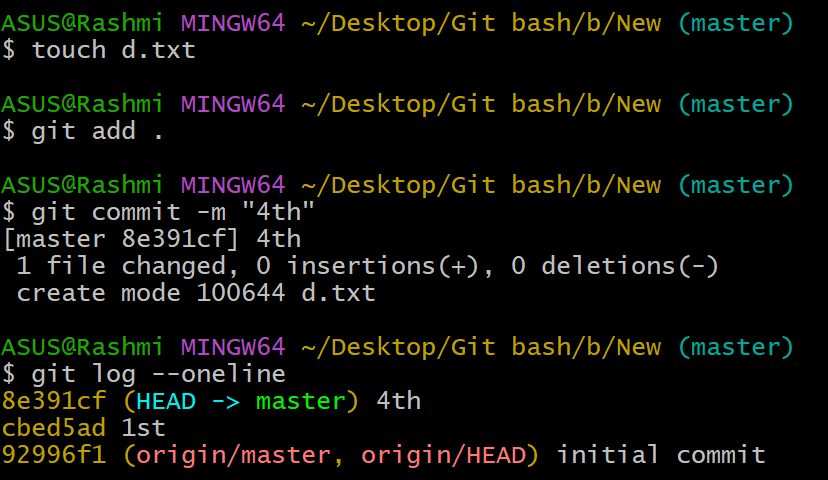 ASUS@Rashmi MINGW64 ~/Desktop/Git bash/b/New (master)
$ touch d.txt
ASUS@Rashmi MINGW64 ~/Desktop/Git bash/b/New (master)
$ git add .
ASUS@Rashmi MINGW64 ~/Desktop/Git bash/b/New (master)
$ git commit -m "4th"
[master 8e391cf] 4th
 1 file changed, 0 insertions(+), 0 deletions(-)
 create mode 100644 d.txt
ASUS@Rashmi MINGW64 ~/Desktop/Git bash/b/New (master)
$ git log --oneline
8e391cf (HEAD -> master) 4th
cbed5ad 1st
92996f1 (origin/master, origin/HEAD) initial commit